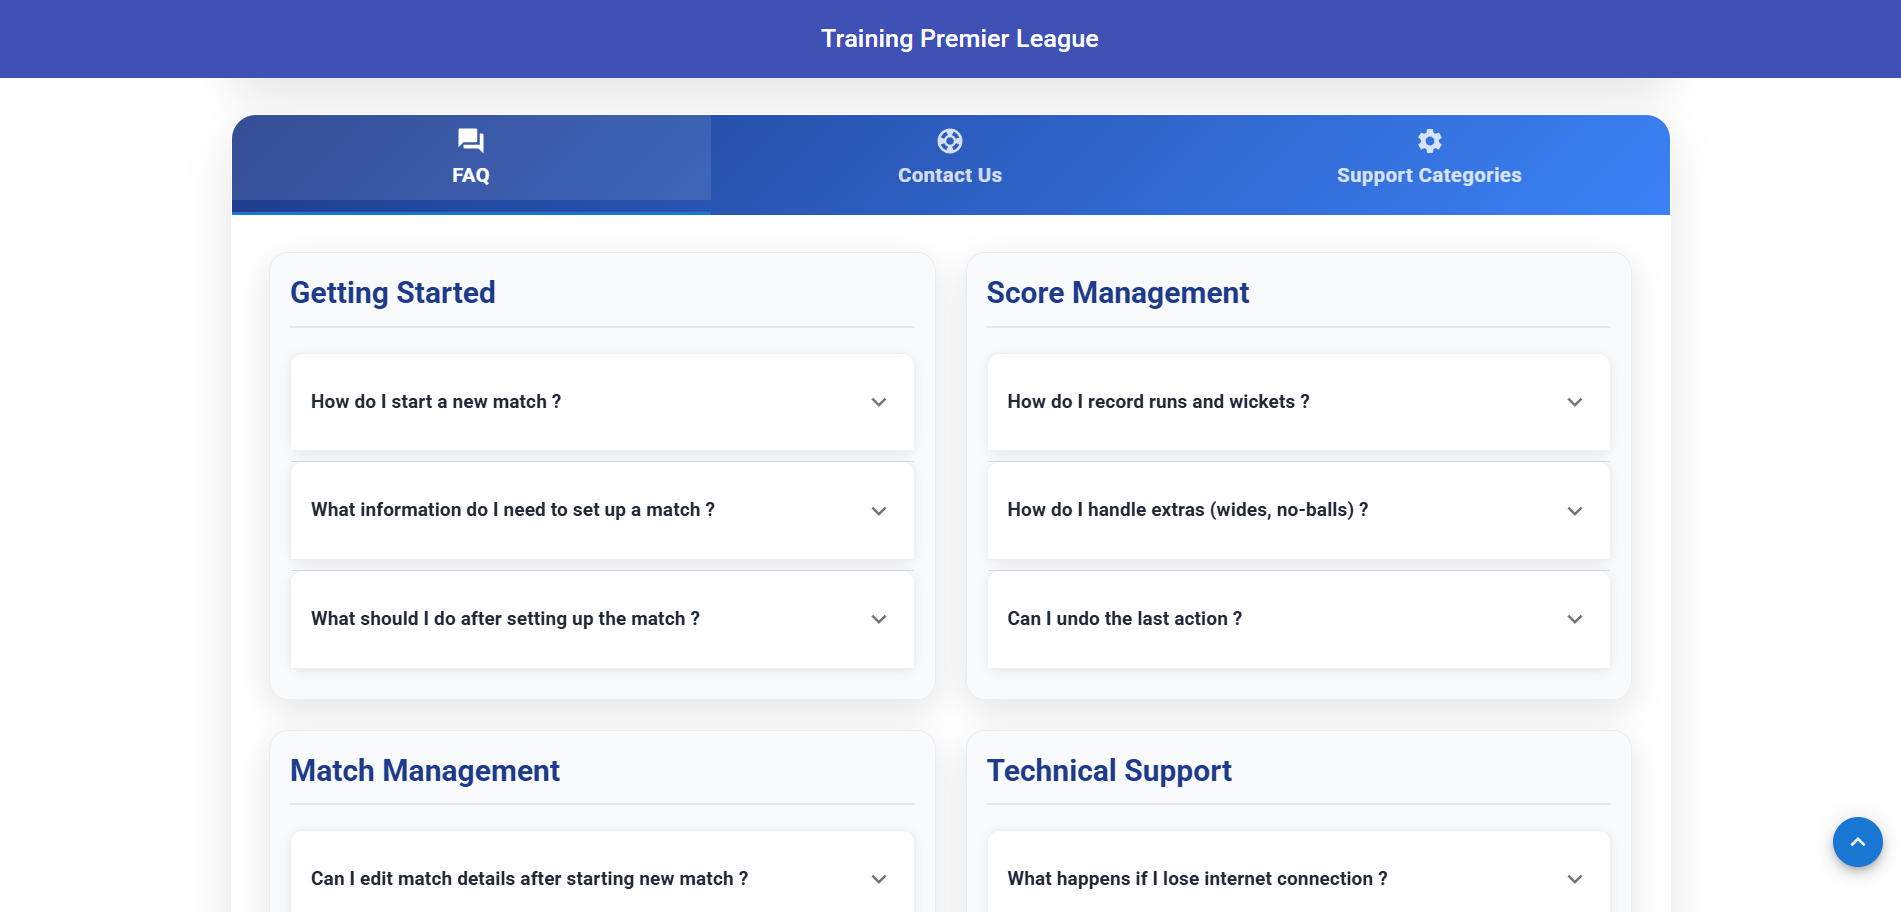 Training Premier League
FAQ
Contact Us
Support Categories
Getting Started
How do I start a new match ?
What information do I need to set up a match ?
What should I do after setting up the match ?
Score Management
How do I record runs and wickets ?
How do I handle extras (wides, no-balls) ?
Can I undo the last action ?
Match Management
Can I edit match details after starting new match ?
Technical Support
What happens if I lose internet connection ?